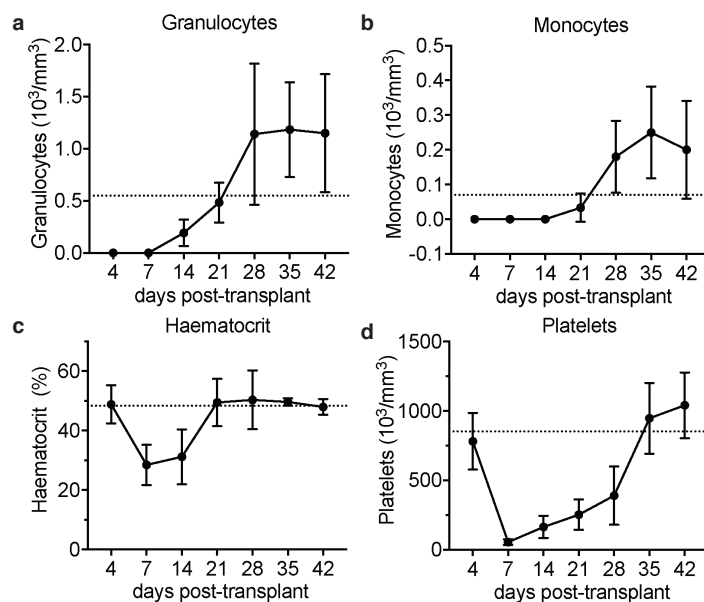 a
Granulocytes
Granulocytes (10³/mm³)
2.0
1.5
1.0
0.5
0.0
4 7 14 21 28 35 42
days post-transplant
b
Monocytes
Monocytes (10³/mm³)
0.5
0.4
0.3
0.2
0.1
0.0
-0.1
4 7 14 21 28 35 42
days post-transplant
c
Haematocrit
Haematocrit (%)
60
40
20
0
4 7 14 21 28 35 42
days post-transplant
d
Platelets
Platelets (10³/mm³)
1500
1000
500
0
4 7 14 21 28 35 42
days post-transplant